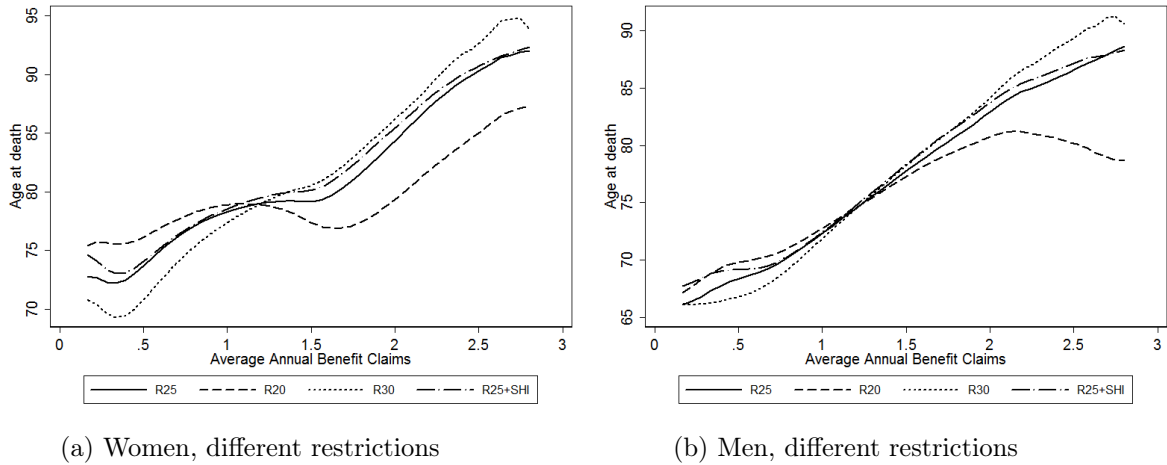 Age at death
95
90
85
80
75
70
0 .5 1 1.5 2 2.5 3
Average Annual Benefit Claims
R25 R20 R30 R25+SHI
(a) Women, different restrictions
Age at death
90
85
80
75
70
65
0 .5 1 1.5 2 2.5 3
Average Annual Benefit Claims
R25 R20 R30 R25+SHI
(b) Men, different restrictions